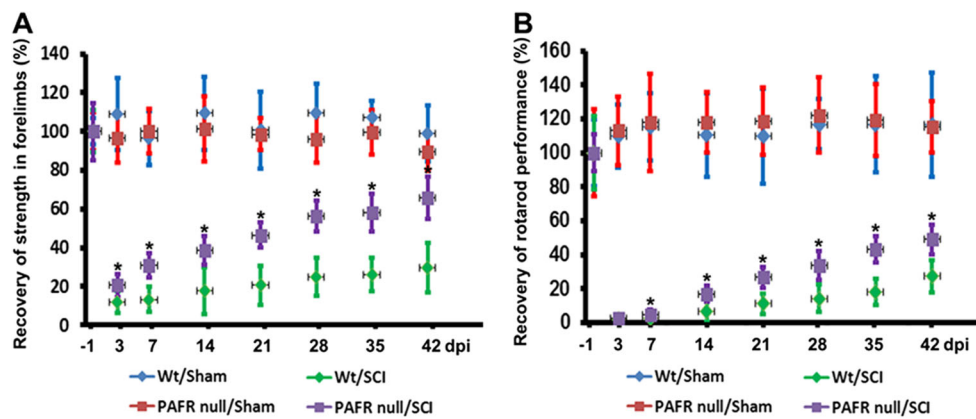 A
Recovery of strength in forelimbs (%)
140
120
100
80
60
40
20
0
* * * * * * *
-1 3 7 14 21 28 35 42 dpi
Wt/Sham Wt/SCI
PAFR null/Sham PAFR null/SCI
B
Recovery of rotarod performance (%)
160
140
120
100
80
60
40
20
0
* * * * * *
-1 3 7 14 21 28 35 42 dpi
Wt/Sham Wt/SCI
PAFR null/Sham PAFR null/SCI